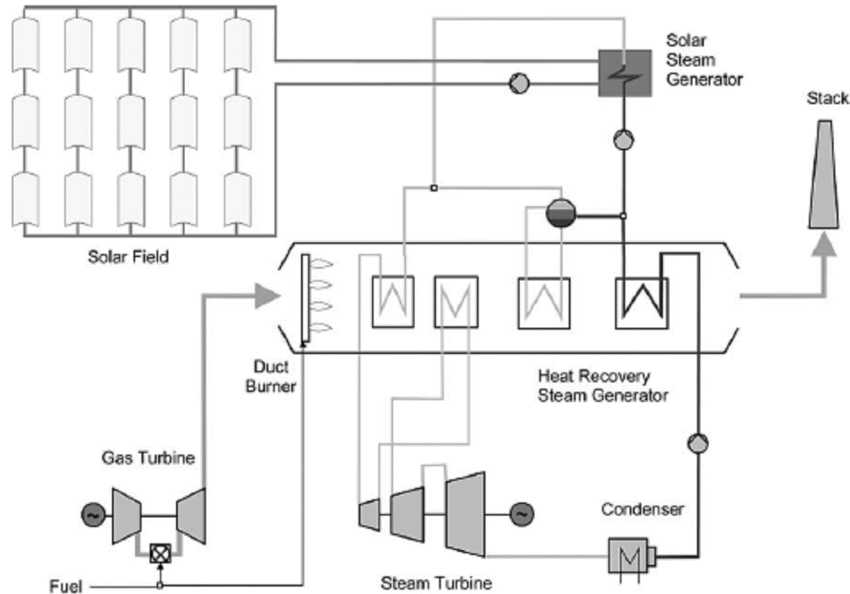 Solar
Steam
Generator
Stack
Solar Field
Duct
Burner
Heat Recovery
Steam Generator
Gas Turbine
Condenser
Steam Turbine
Fuel